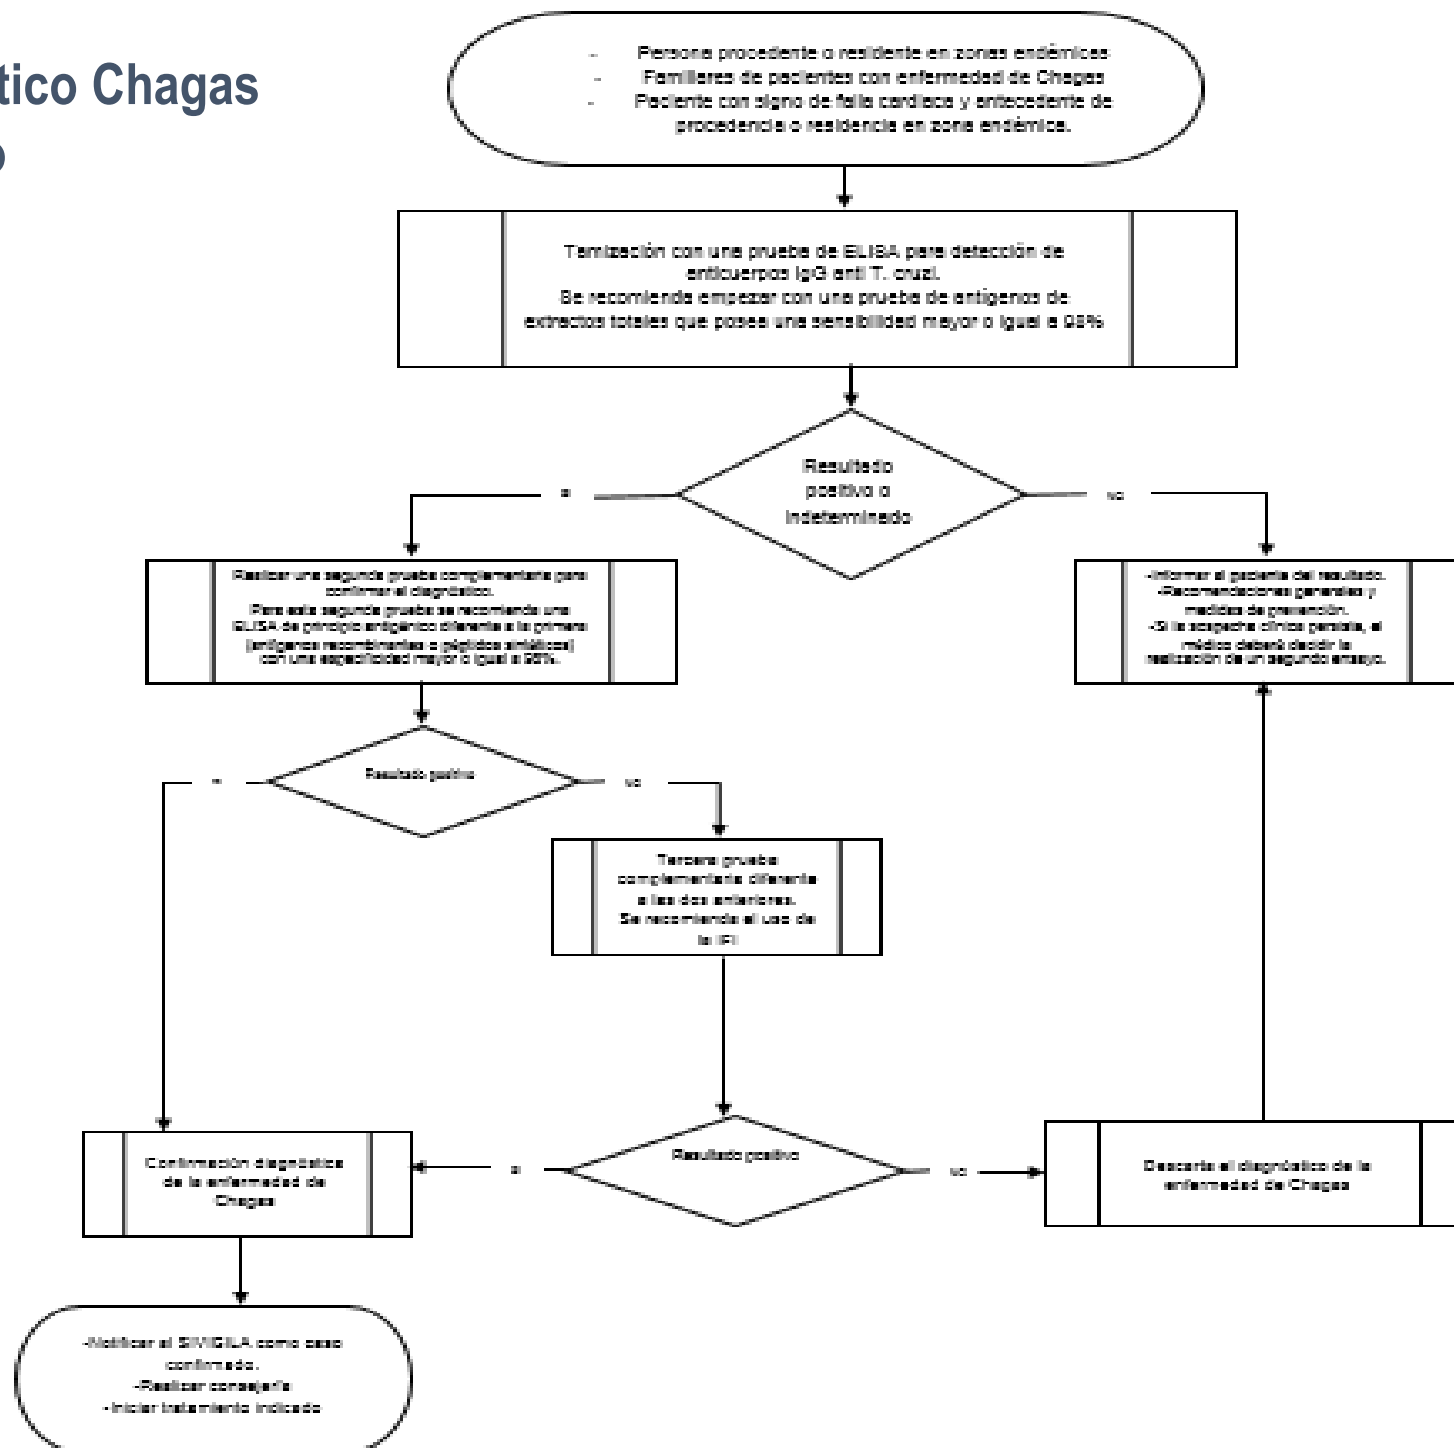 tico Chagas
o
- Persona procedente o residente en zonas endémicas
- Familiares de pacientes con enfermedad de Chagas
- Paciente con signo de falla cardiaca y antecedente de
procedencia o residencia en zona endémica.
Tamización con una prueba de ELISA para detección de
anticuerpos IgG anti T. cruzi.
Se recomienda empezar con una prueba de antígenos de
extractos totales que posea una sensibilidad mayor o igual a 98%
Resultado
positivo o
indeterminado
SI
NO
Realizar una segunda prueba complementaria para
confirmar el diagnóstico.
Para esta segunda prueba se recomienda una
ELISA de principio antigénico diferente a la primera
(antígenos recombinantes o péptidos sintéticos)
con una especificidad mayor o igual a 98%.
-Informar al paciente del resultado.
-Recomendaciones generales y
medidas de prevención.
-Si la sospecha clínica persiste, el
médico deberá decidir la
realización de un segundo ensayo.
Resultado positivo
SI
NO
Tercera prueba
complementaria diferente
a las dos anteriores.
Se recomienda el uso de
la IFI
Confirmación diagnóstica
de la enfermedad de
Chagas
SI
Resultado positivo
NO
Descarta el diagnóstico de la
enfermedad de Chagas
-Notificar al SIVIGILA como caso
confirmado.
-Realizar consejería
-Iniciar tratamiento indicado